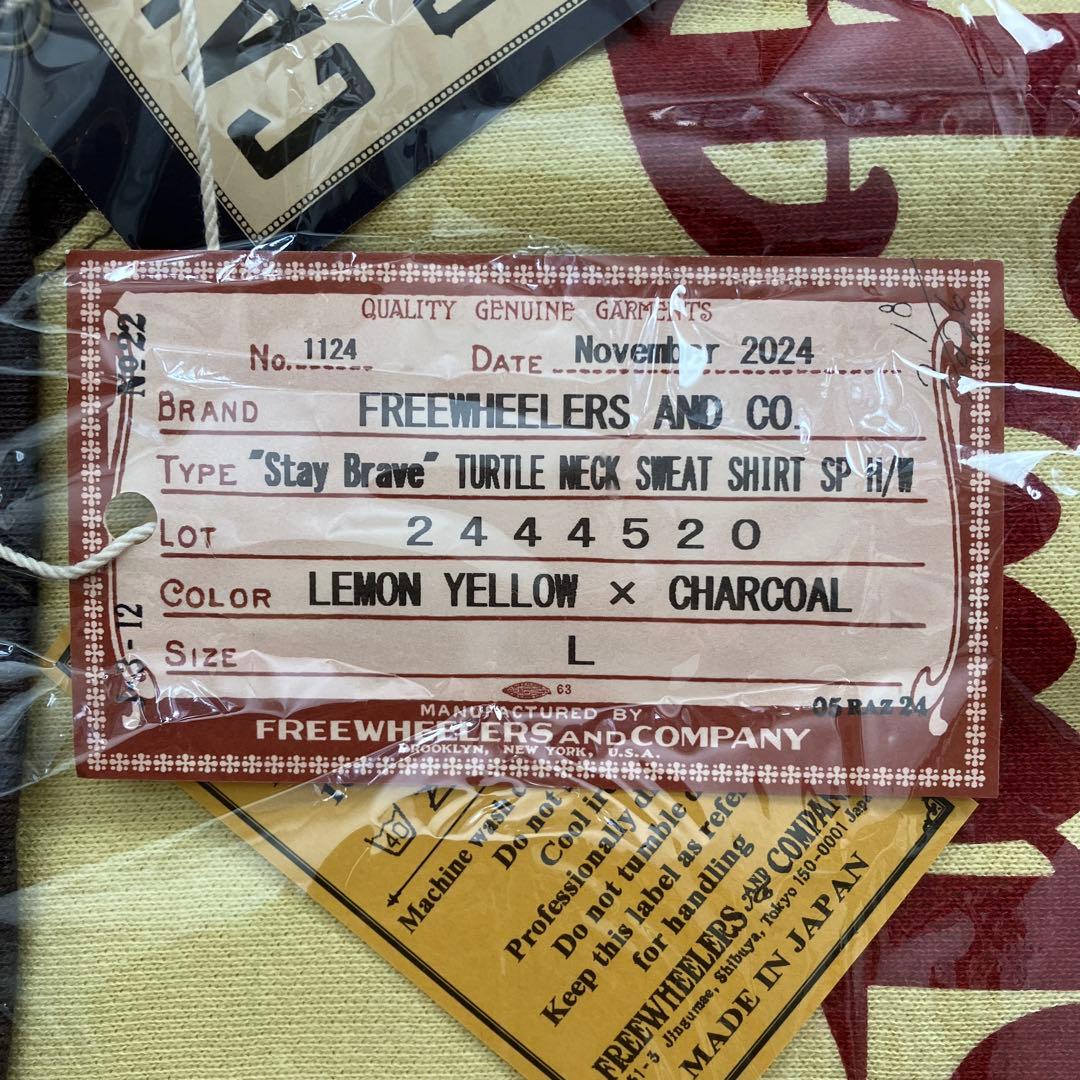 QUALITY GENUINE GARMENTS
No. 1124 DATE November 2024
BRAND FREEWHEELERS AND CO.
TYPE "Stay Brave" TURTLE NECK SWEAT SHIRT SP H/W
LOT 2444520
COLOR LEMON YELLOW × CHARCOAL
SIZE L
No 22
63
05 RAZ 24
MANUFACTURED BY
FREEWHEELERS AND COMPANY
BROOKLYN, NEW YORK, U.S.A.
40
Machine wash
Do not
Cool
Professionally
Do not tumble
Keep this label as
for handling
FREEWHEELERS AND COMPANY
Jingumae, Shibuya, Tokyo 150-0001
MADE IN JAPAN